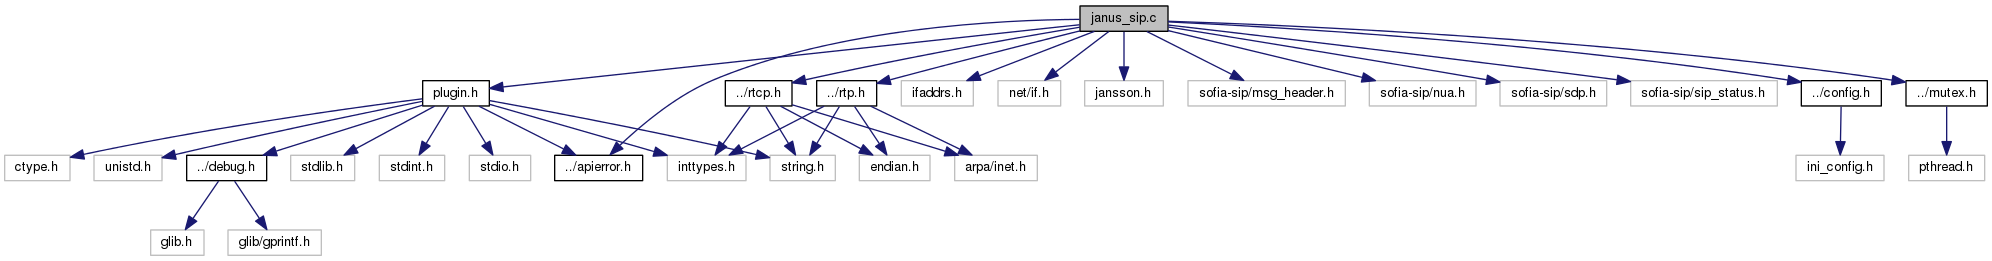 janus_sip.c
plugin.h
../rtcp.h
../rtp.h
ifaddrs.h
net/if.h
jansson.h
sofia-sip/msg_header.h
sofia-sip/nua.h
sofia-sip/sdp.h
sofia-sip/sip_status.h
../config.h
../mutex.h
ctype.h
unistd.h
../debug.h
stdlib.h
stdint.h
stdio.h
../apierror.h
inttypes.h
string.h
endian.h
arpa/inet.h
ini_config.h
pthread.h
glib.h
glib/gprintf.h